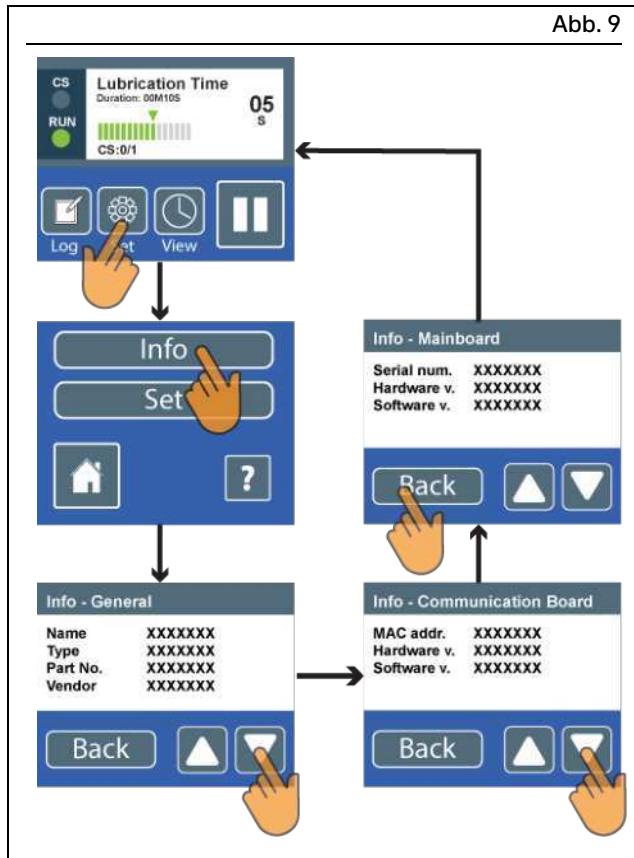 Abb. 9
CS
RUN
Lubrication Time
Duration: 00M10S
05
S
CS:0/1
Log
et
View
Info
Set
?
Info - General
Name XXXXXXX
Type XXXXXXX
Part No. XXXXXXX
Vendor XXXXXXX
Back
Info - Communication Board
MAC addr. XXXXXXX
Hardware v. XXXXXXX
Software v. XXXXXXX
Back
Info - Mainboard
Serial num. XXXXXXX
Hardware v. XXXXXXX
Software v. XXXXXXX
Back